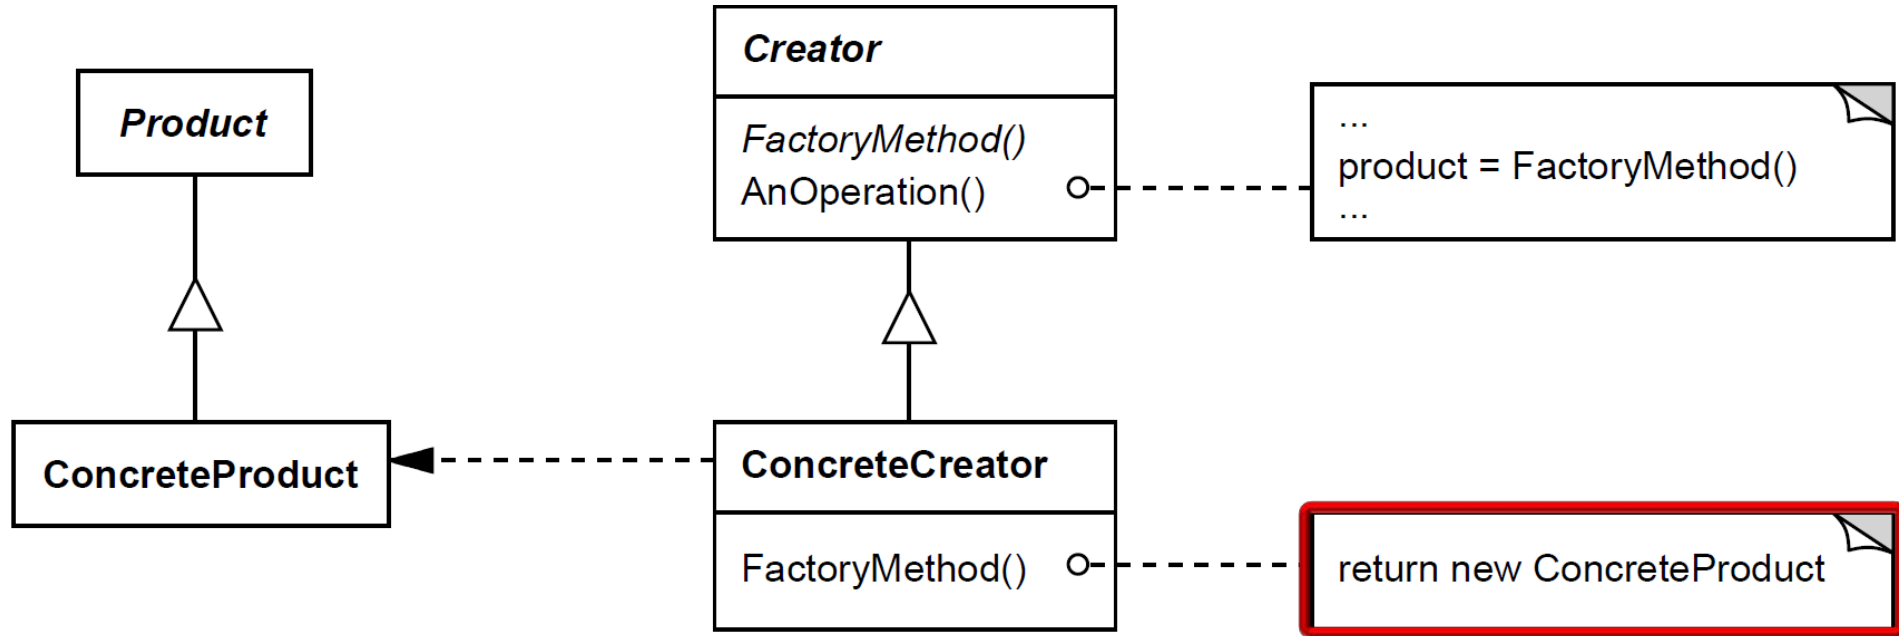 Product
ConcreteProduct
Creator
FactoryMethod()
AnOperation()
...
product = FactoryMethod()
...
ConcreteCreator
FactoryMethod()
return new ConcreteProduct